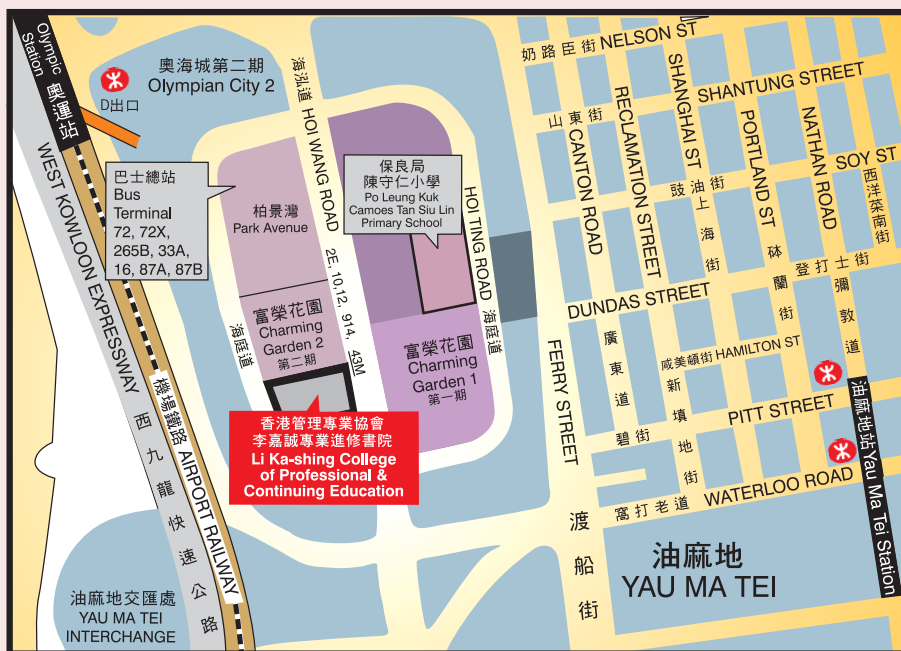 Olympic
Station 奧運站
D出口
奧海城第二期
Olympian City 2
海泓道 HOI WANG ROAD
2E, 10,12, 914, 43M
奶路臣街 NELSON ST
山東街
SHANTUNG STREET
SHANGHAI ST
RECLAMATION STREET
CANTON ROAD
PORTLAND ST
NATHAN ROAD
SOY ST
豉油街
上海街
西洋菜南街
WEST KOWLOON EXPRESSWAY
西九龍快速公路
巴士總站
Bus
Terminal
72, 72X,
265B, 33A,
16, 87A, 87B
柏景灣
Park Avenue
保良局
陳守仁小學
Po Leung Kuk
Camoes Tan Siu Lin
Primary School
HOI TING ROAD 海庭道
海庭道
富榮花園
Charming
Garden 2
第二期
富榮花園
Charming
Garden 1
第一期
香港管理專業協會
李嘉誠專業進修書院
Li Ka-shing College
of Professional &
Continuing Education
機場鐵路 AIRPORT RAILWAY
FERRY STREET
渡船街
DUNDAS STREET
登打士街
砵蘭街
彌敦道
廣東道
咸美頓街 HAMILTON ST
新填地街
碧街
PITT STREET
窩打老道 WATERLOO ROAD
油麻地站 Yau Ma Tei Station
油麻地
YAU MA TEI
油麻地交匯處
YAU MA TEI
INTERCHANGE